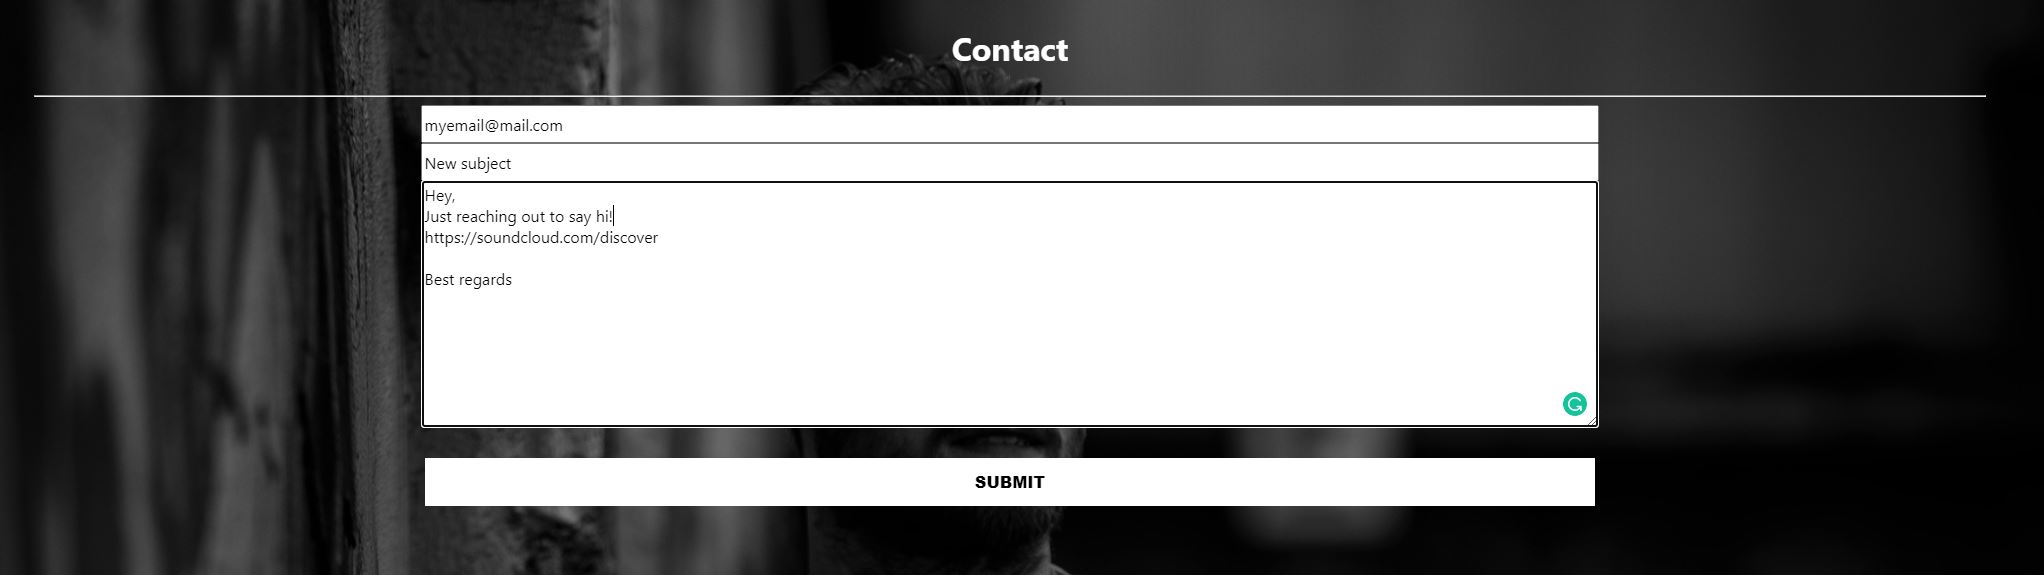 Contact
myemail@mail.com
New subject
Hey,
Just reaching out to say hi!
https://soundcloud.com/discover
Best regards
SUBMIT